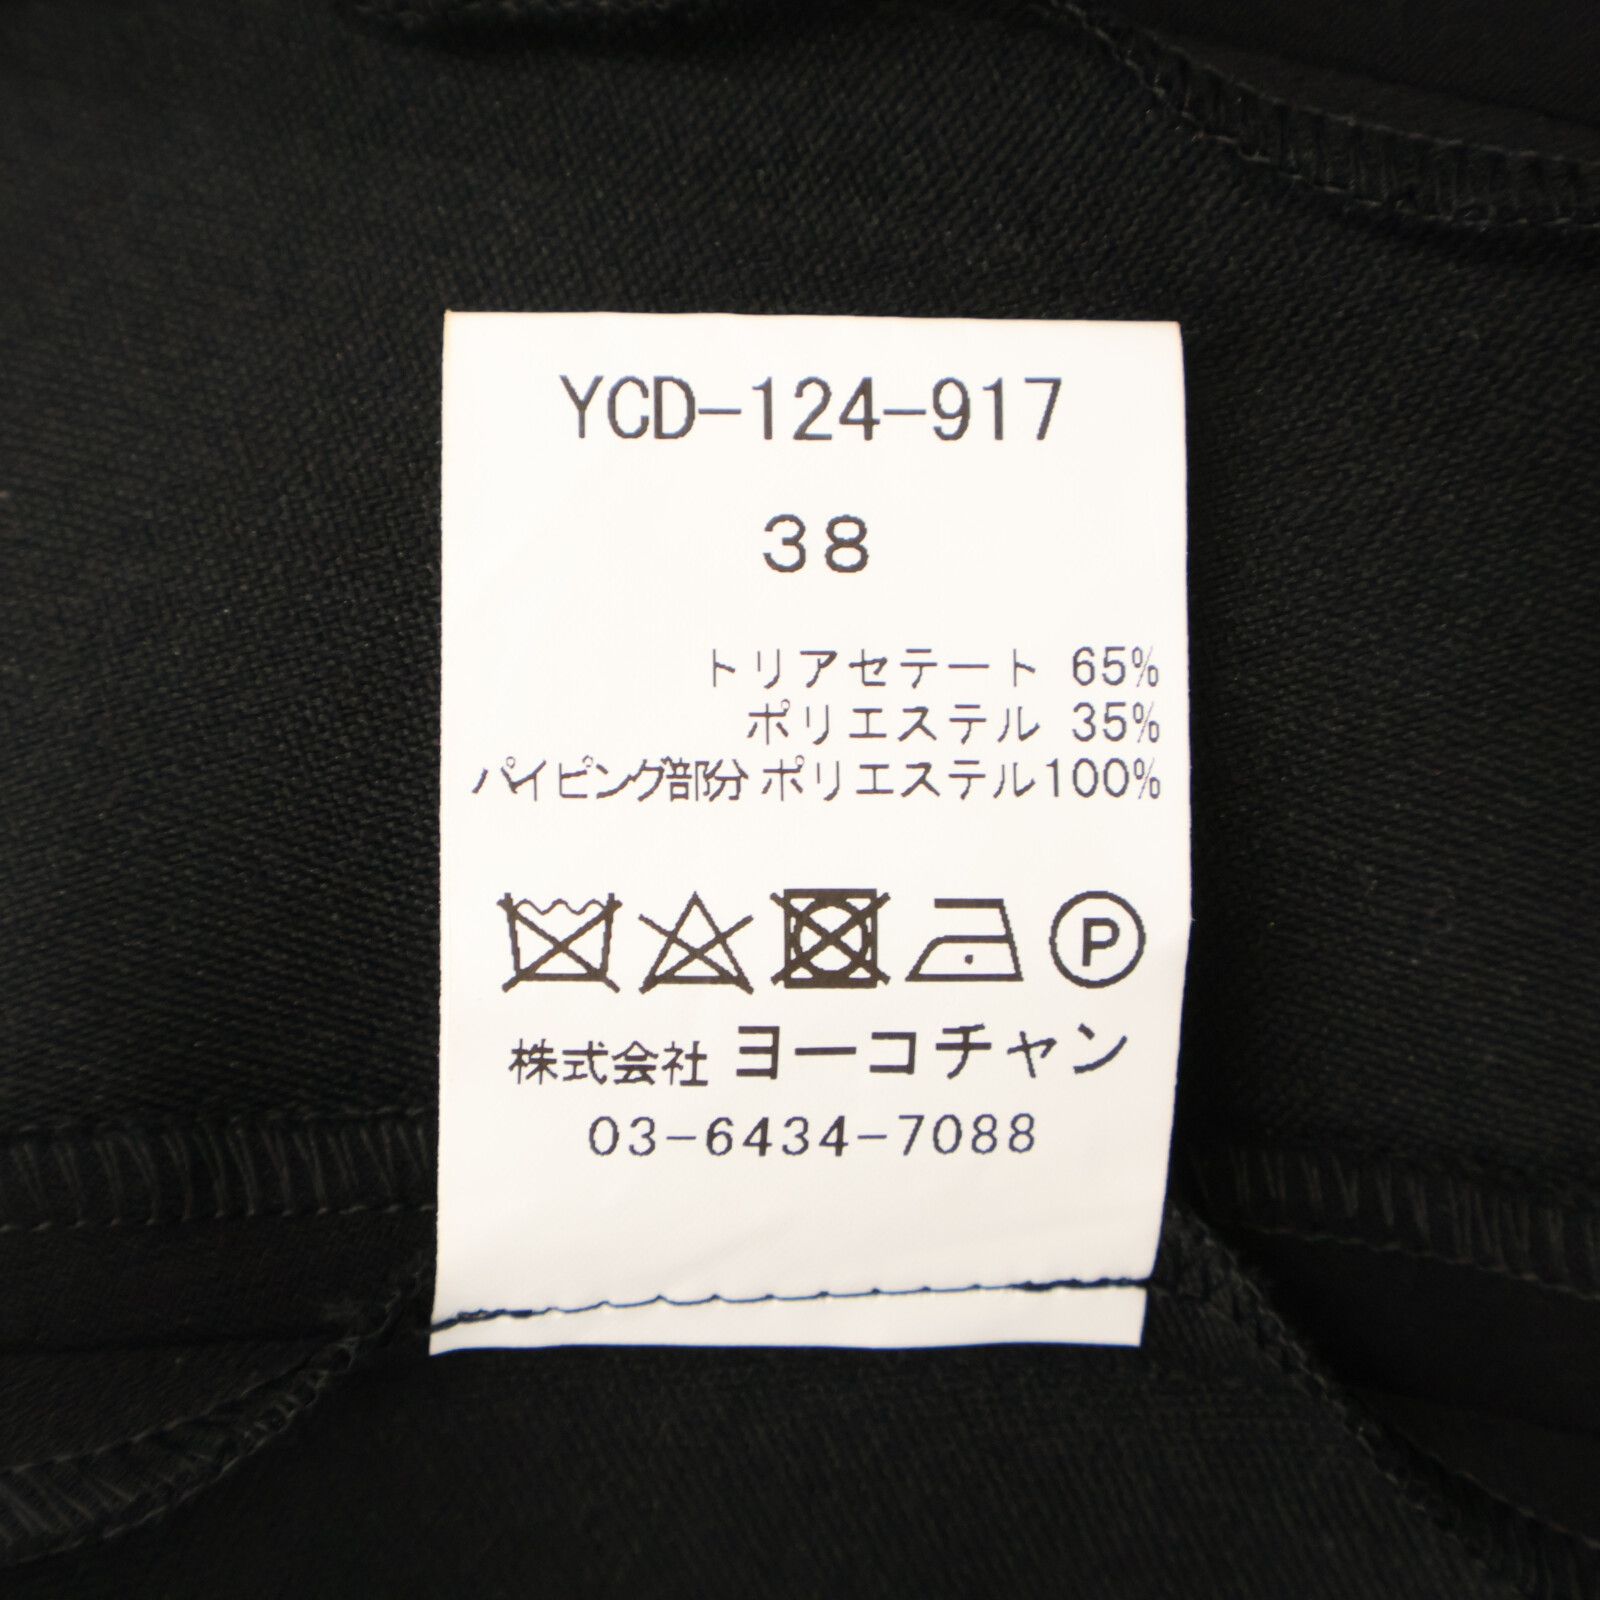 YCD-124-917
38
トリアセテート 65%
ポリエステル 35%
パイピング部分 ポリエステル100%
P
株式会社 ヨーコチャン
03-6434-7088